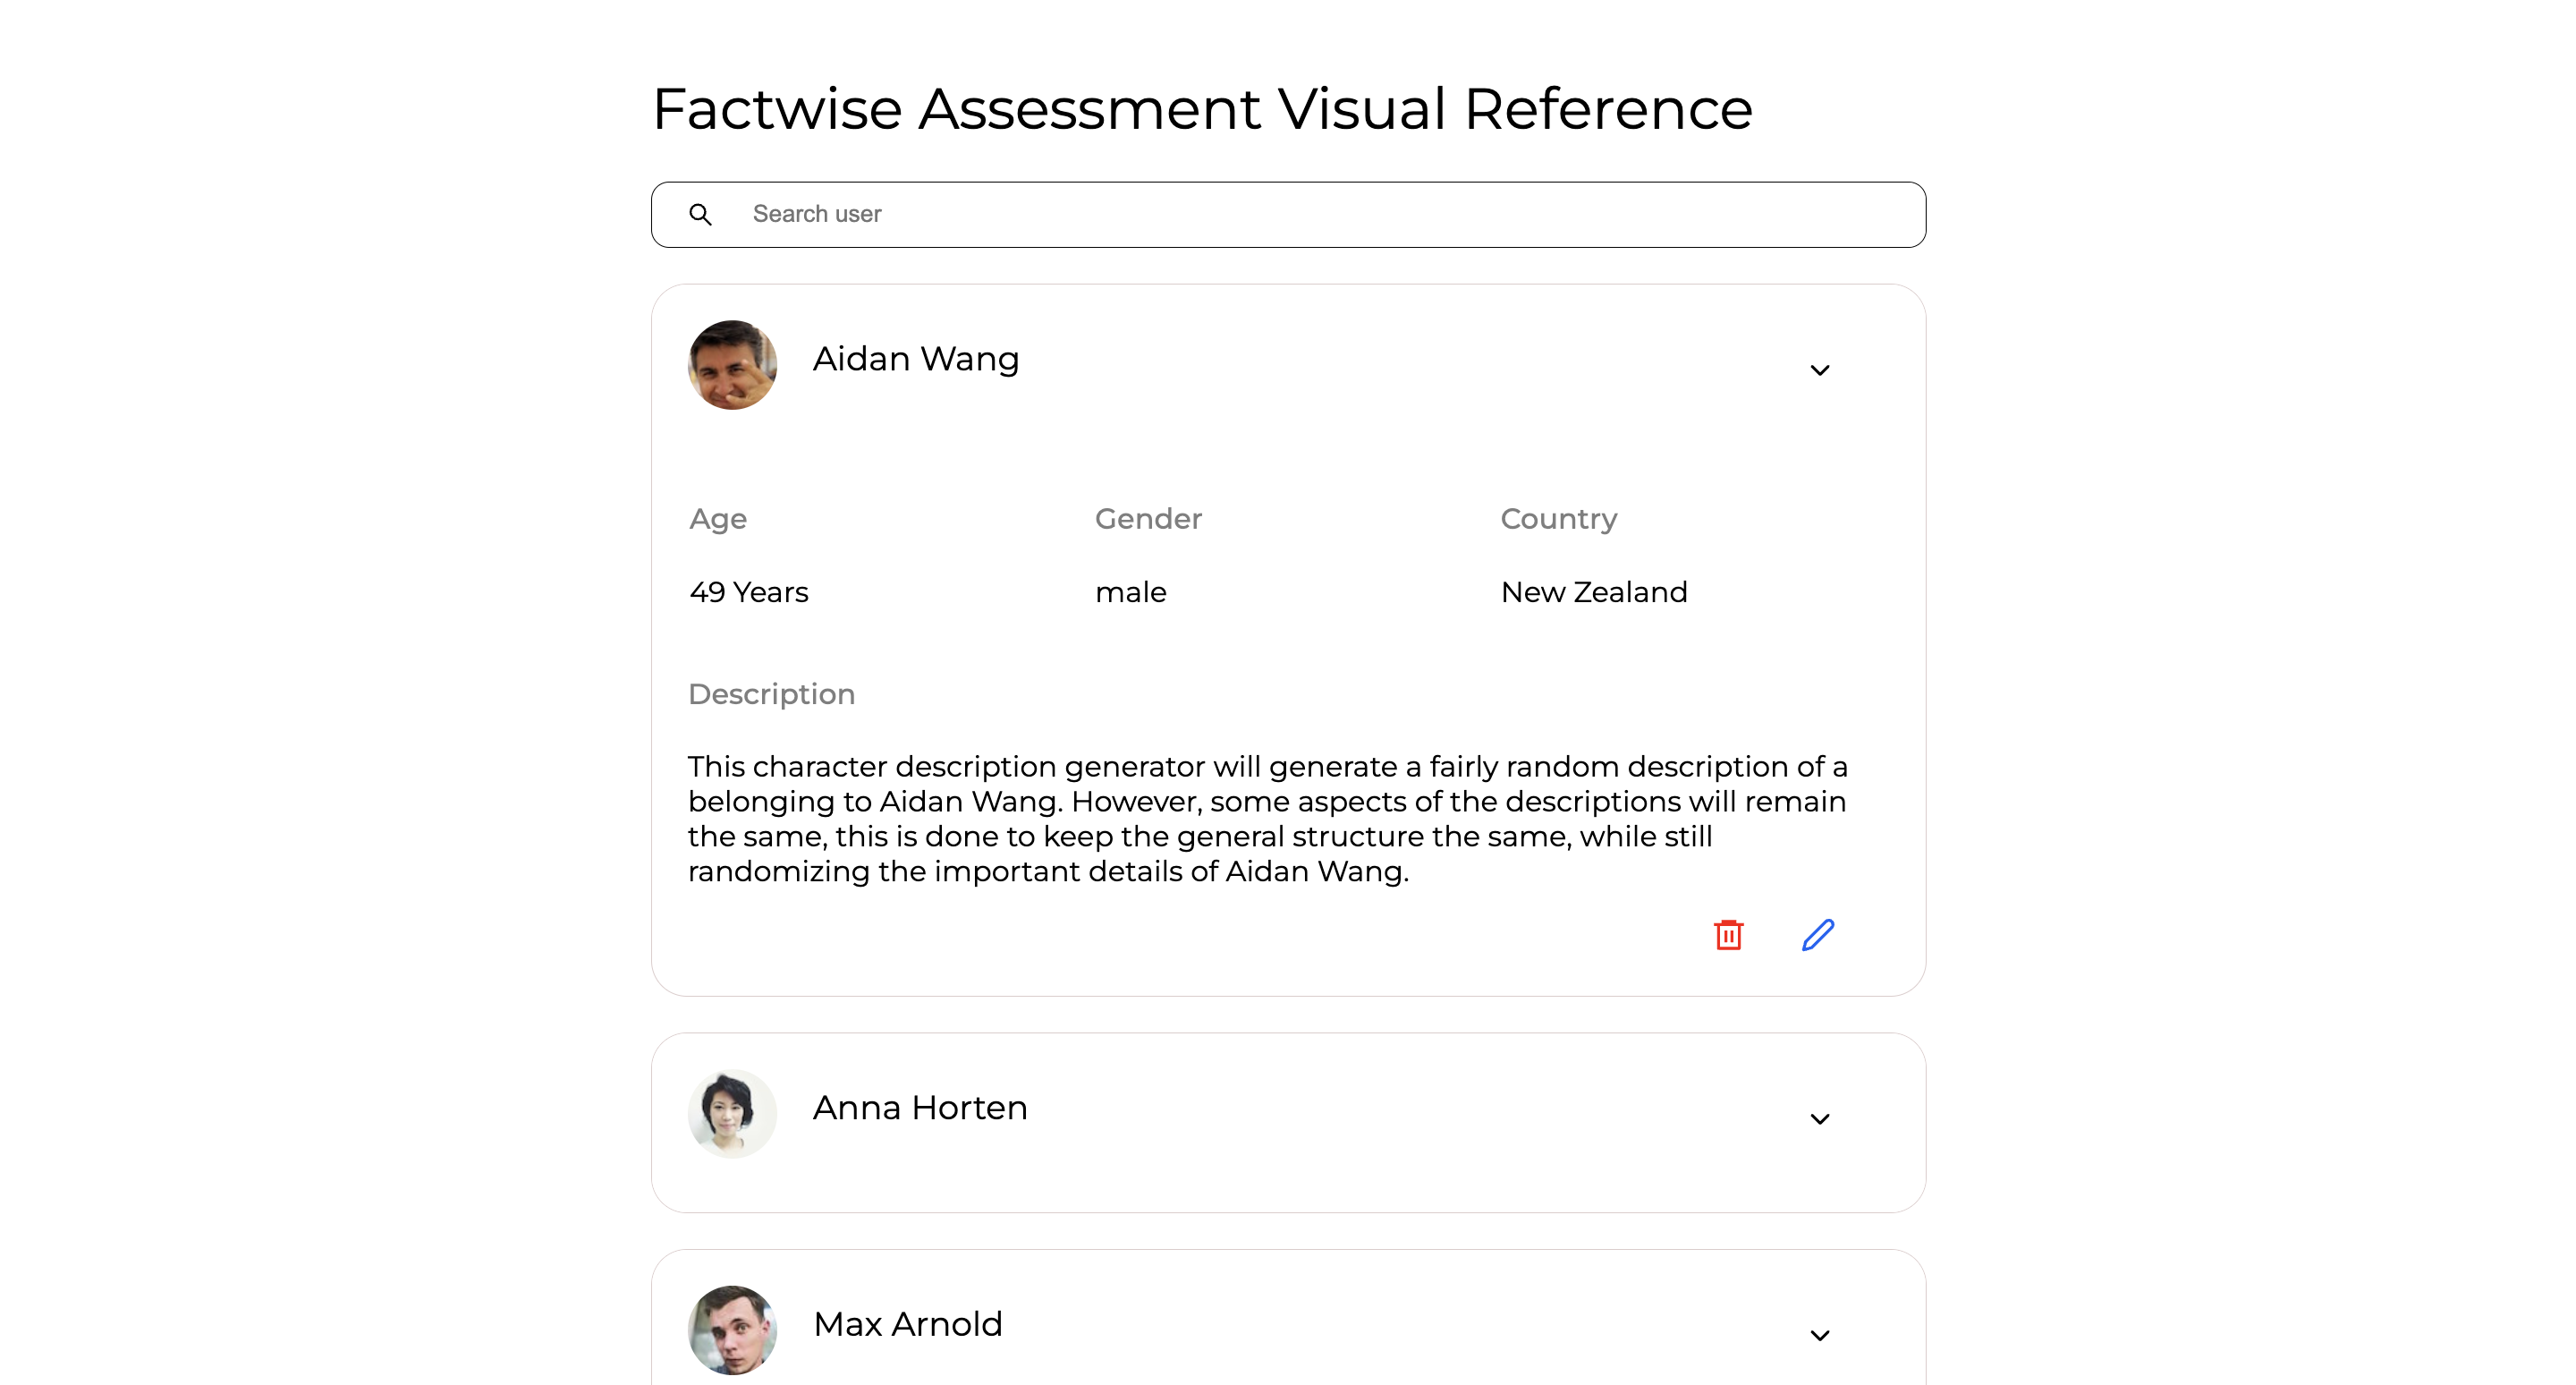 Factwise Assessment Visual Reference
Search user
Aidan Wang
Age
Gender
Country
49 Years
male
New Zealand
Description
This character description generator will generate a fairly random description of a
belonging to Aidan Wang. However, some aspects of the descriptions will remain
the same, this is done to keep the general structure the same, while still
randomizing the important details of Aidan Wang.
Anna Horten
Max Arnold